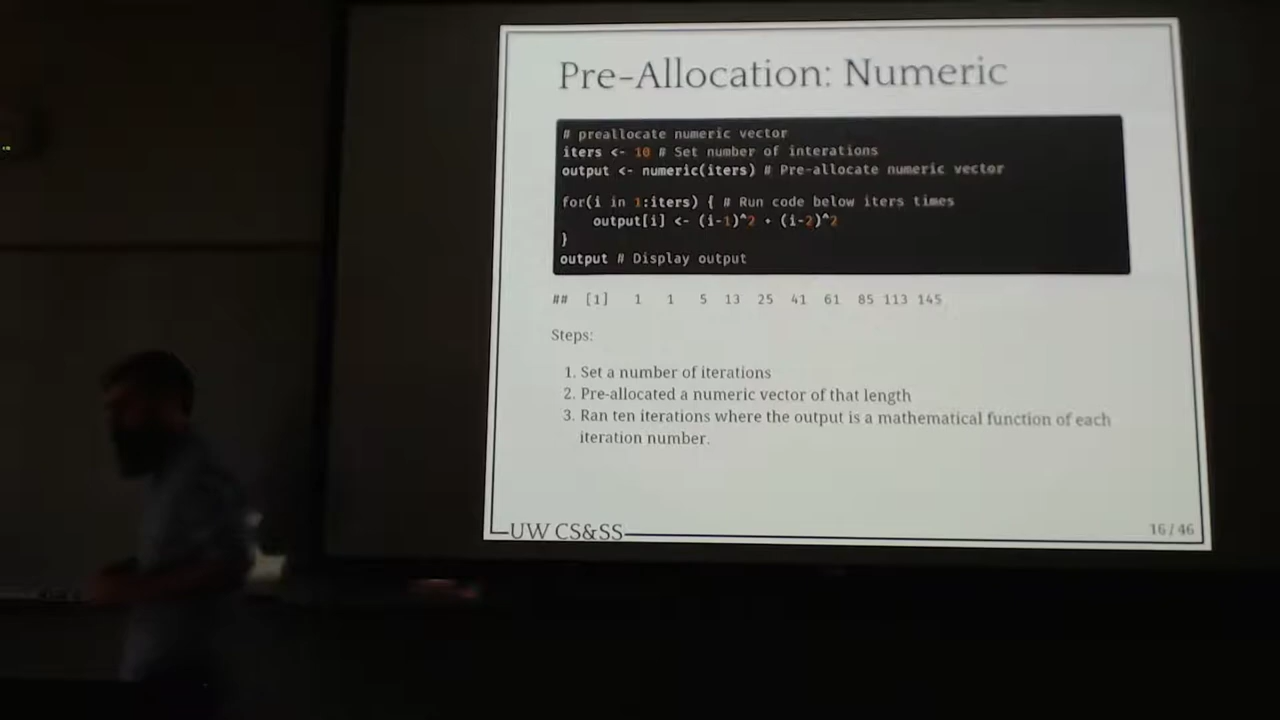 Pre-Allocation: Numeric
# preallocate numeric vector
iters <- 10 # Set number of interations
output <- numeric(iters) # Pre-allocate numeric vector
for(i in 1:iters) { # Run code below iters times
output[i] <- (i-1)^2 + (i-2)^2
}
output # Display output
## [1] 1 1 5 13 25 41 61 85 113 145
Steps:
1. Set a number of iterations
2. Pre-allocated a numeric vector of that length
3. Ran ten iterations where the output is a mathematical function of each
iteration number.
UW CS&SS
16 / 46